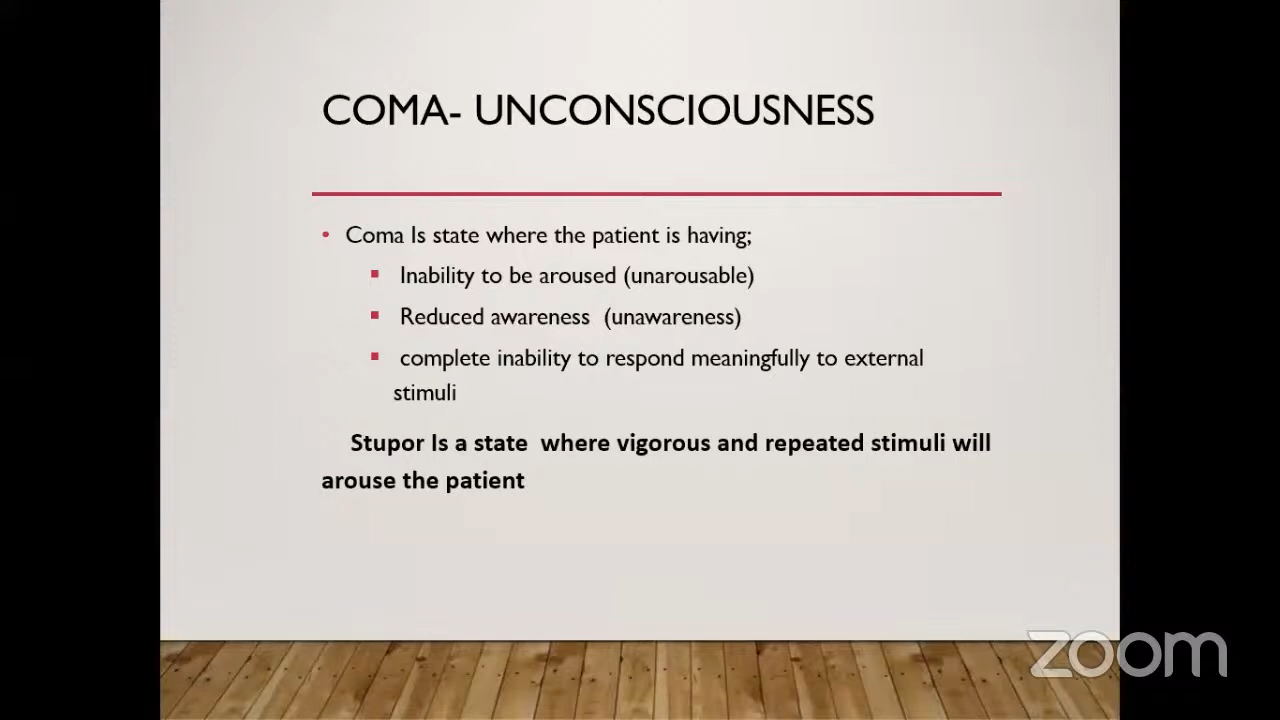 COMA- UNCONSCIOUSNESS
• Coma Is state where the patient is having;
▪ Inability to be aroused (unarousable)
▪ Reduced awareness (unawareness)
▪ complete inability to respond meaningfully to external
stimuli
Stupor Is a state where vigorous and repeated stimuli will
arouse the patient
zoom